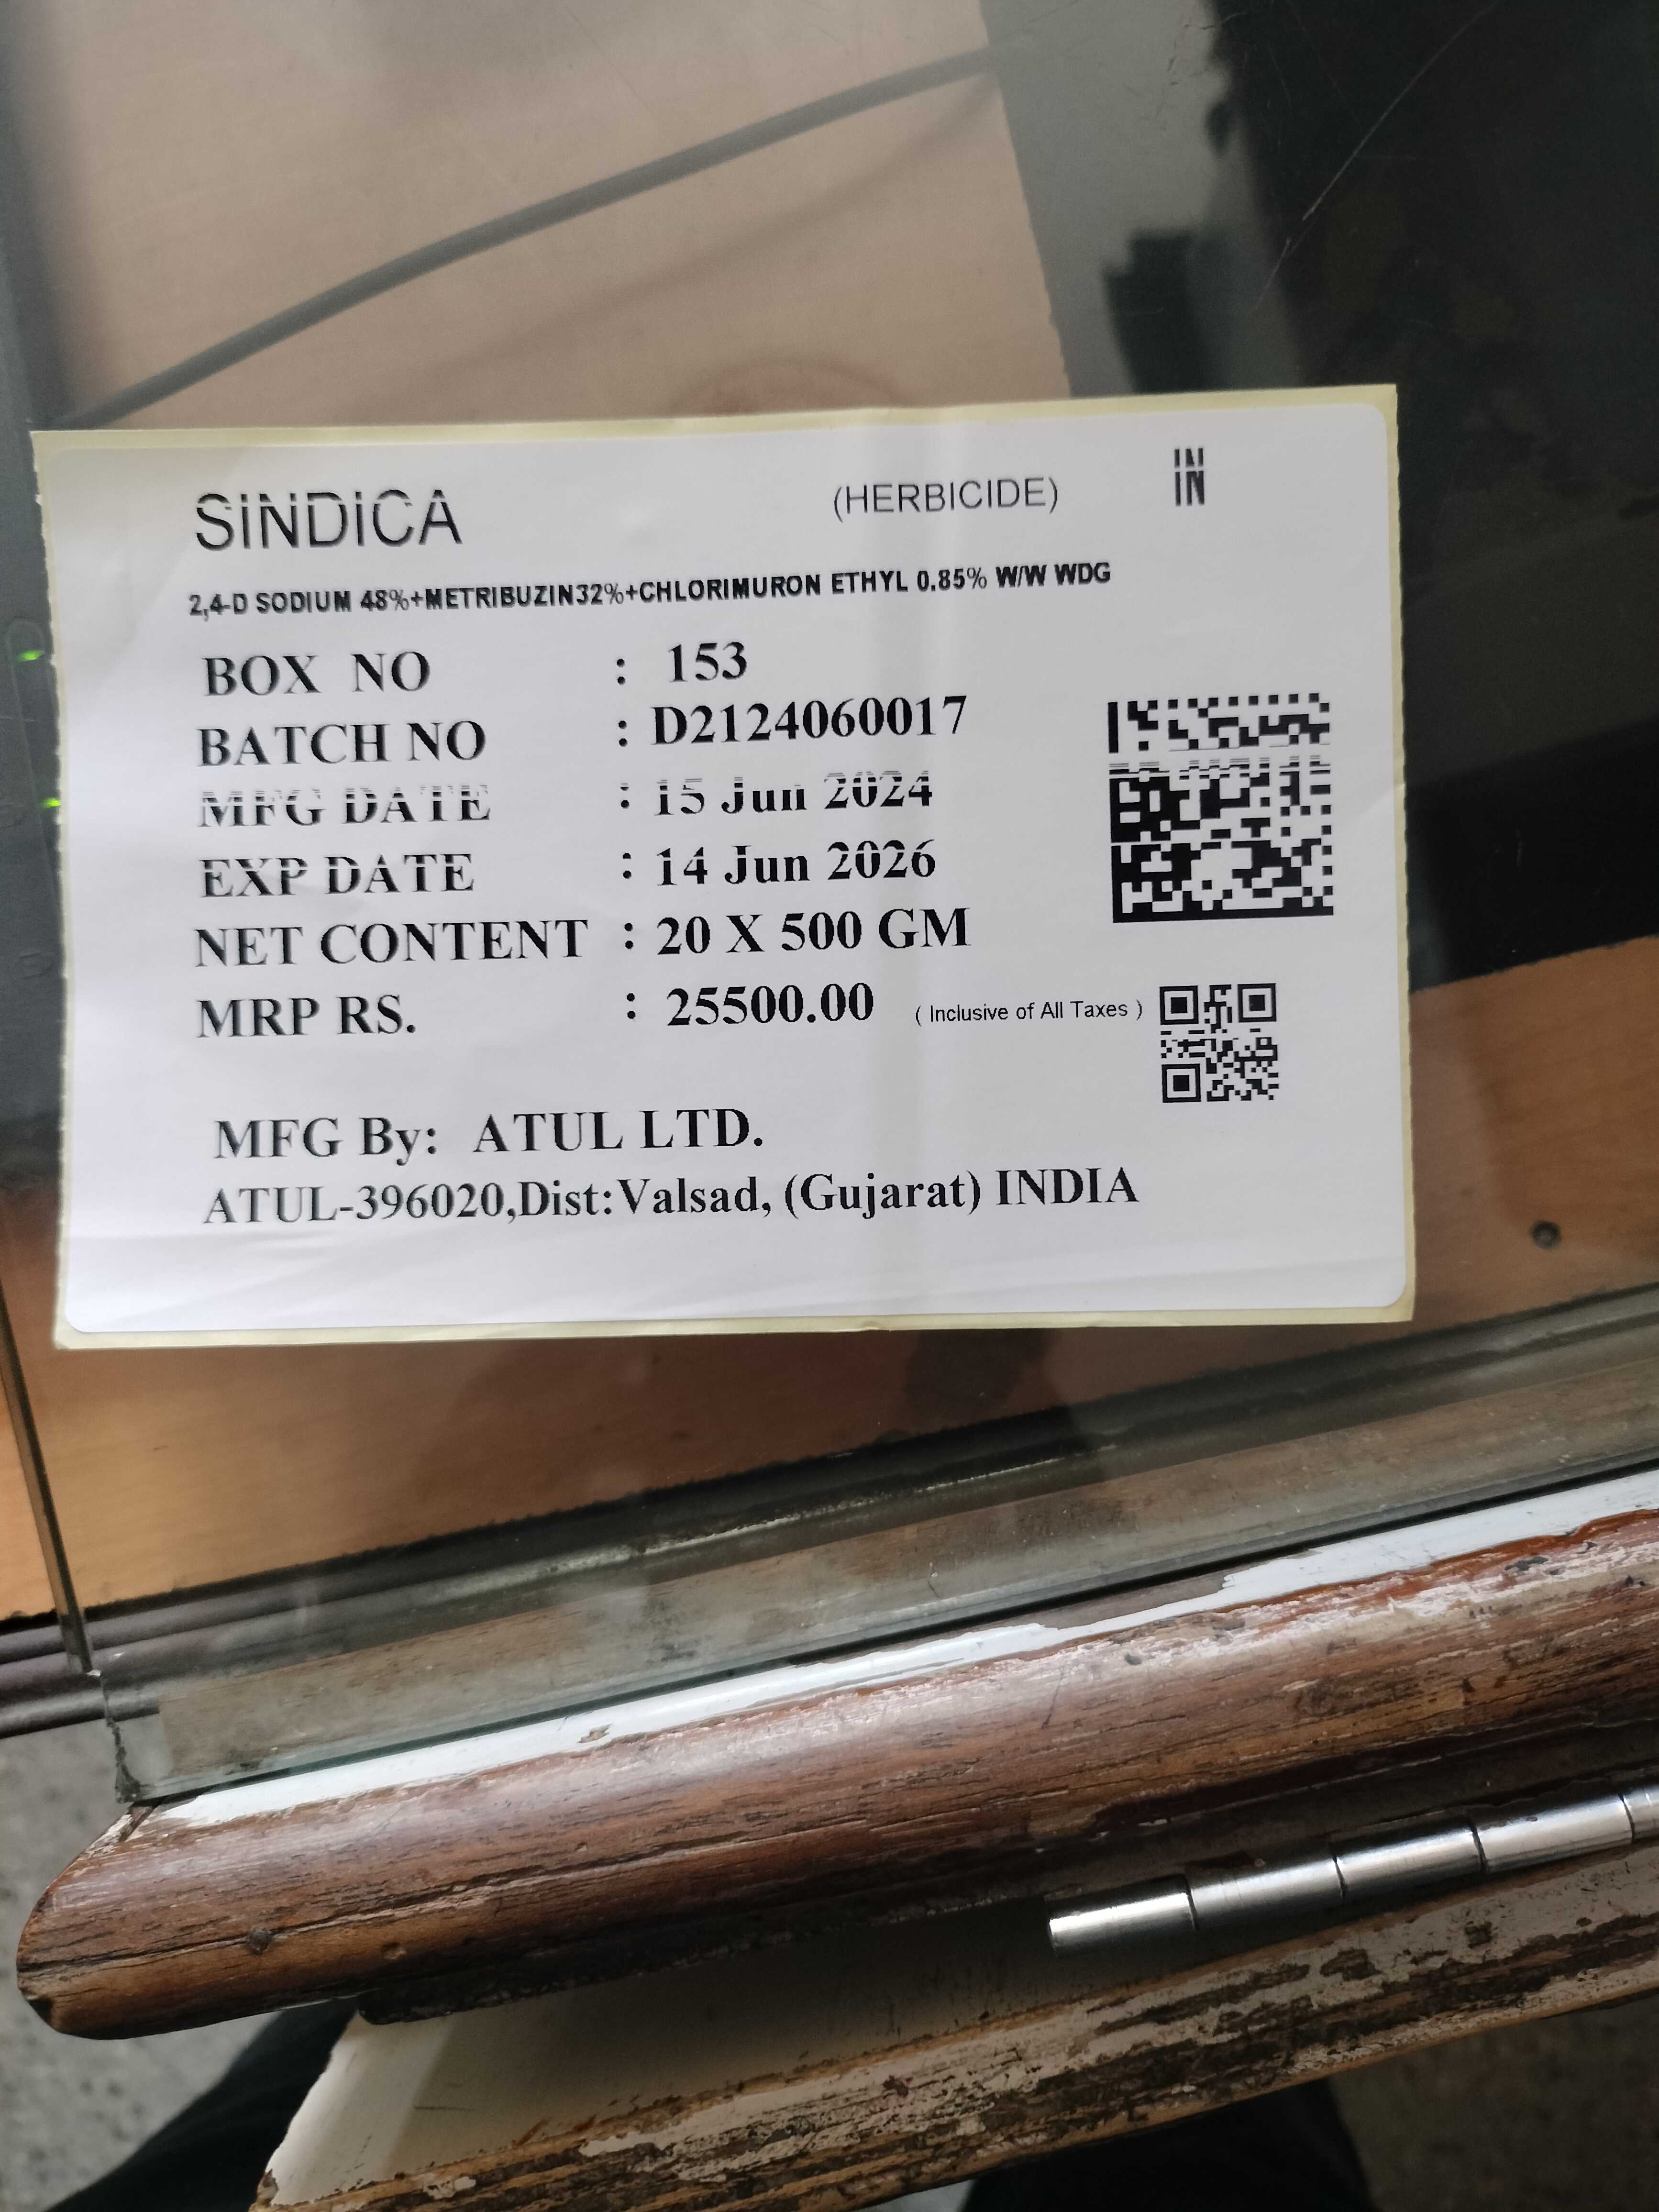 SiNDiCA (HERBICIDE) IN
2,4-D SODIUM 48%+METRIBUZIN32%+CHLORIMURON ETHYL 0.85% W/W WDG
BOX NO : 153
BATCH NO : D2124060017
MFG DATE : 15 Jun 2024
EXP DATE : 14 Jun 2026
NET CONTENT : 20 X 500 GM
MRP RS. : 25500.00 ( Inclusive of All Taxes )
MFG By: ATUL LTD.
ATUL-396020,Dist:Valsad, (Gujarat) INDIA